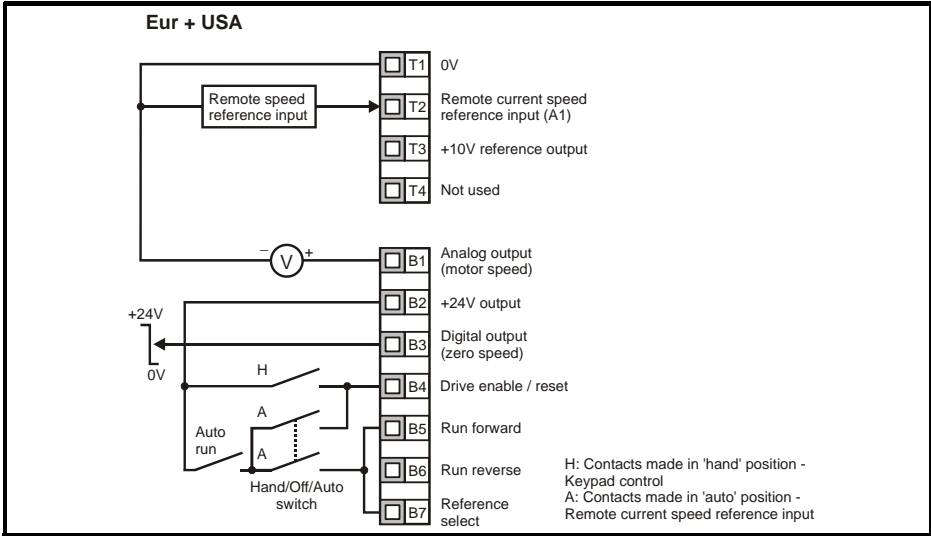 Eur + USA
T1 0V
Remote speed
reference input
T2 Remote current speed
reference input (A1)
T3 +10V reference output
T4 Not used
− V + B1 Analog output
(motor speed)
B2 +24V output
+24V
B3 Digital output
(zero speed)
0V
H
B4 Drive enable / reset
A
Auto
run
B5 Run forward
A
B6 Run reverse
Hand/Off/Auto
switch
B7 Reference
select
H: Contacts made in 'hand' position -
Keypad control
A: Contacts made in 'auto' position -
Remote current speed reference input